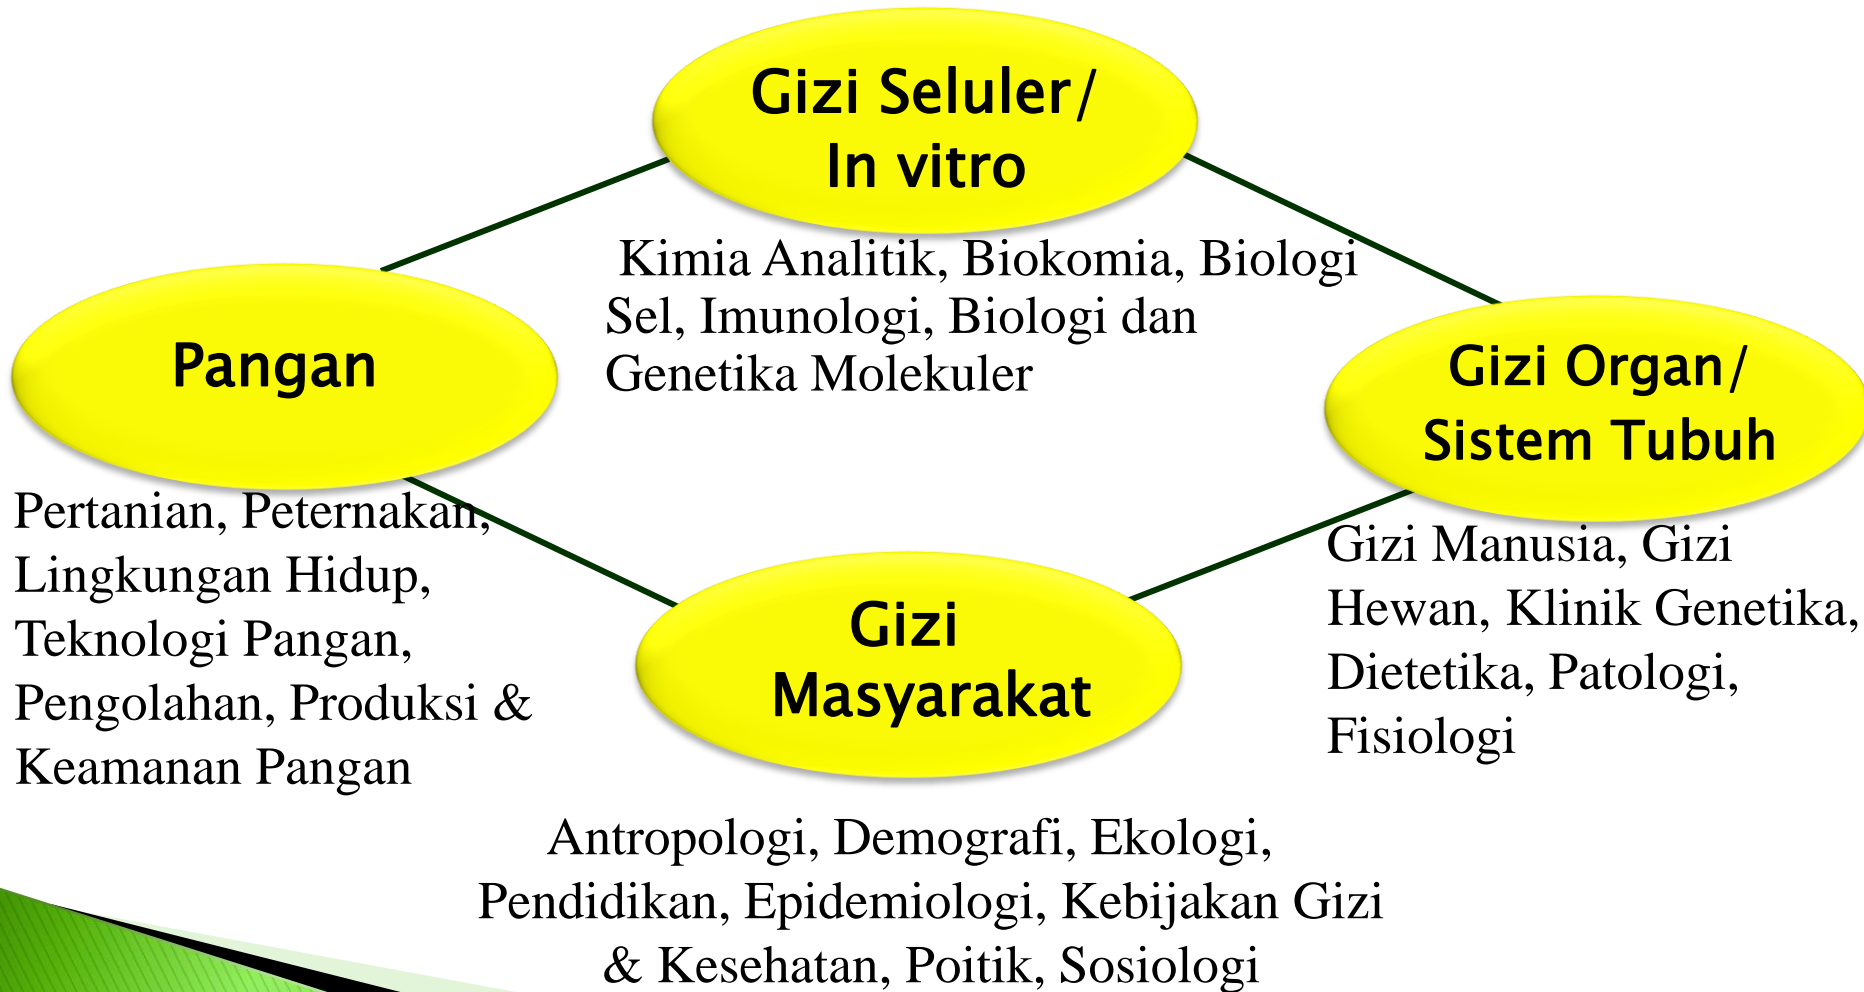 Gizi Seluler/
In vitro
Kimia Analitik, Biokomia, Biologi
Sel, Imunologi, Biologi dan
Genetika Molekuler
Pangan
Pertanian, Peternakan,
Lingkungan Hidup,
Teknologi Pangan,
Pengolahan, Produksi &
Keamanan Pangan
Gizi Organ/
Sistem Tubuh
Gizi Manusia, Gizi
Hewan, Klinik Genetika,
Dietetika, Patologi,
Fisiologi
Gizi
Masyarakat
Antropologi, Demografi, Ekologi,
Pendidikan, Epidemiologi, Kebijakan Gizi
& Kesehatan, Poitik, Sosiologi